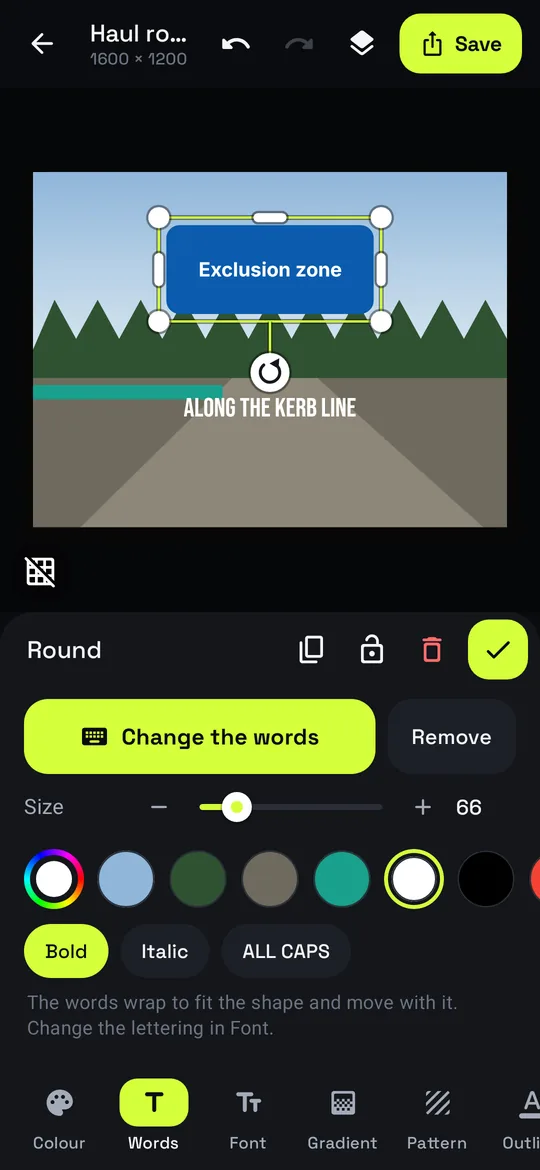 Haul ro...
1600 × 1200
Save
Exclusion zone
ALONG THE KERB LINE
Round
Change the words
Remove
Size
66
Bold
Italic
ALL CAPS
The words wrap to fit the shape and move with it.
Change the lettering in Font.
Colour
Words
Font
Gradient
Pattern
Outli